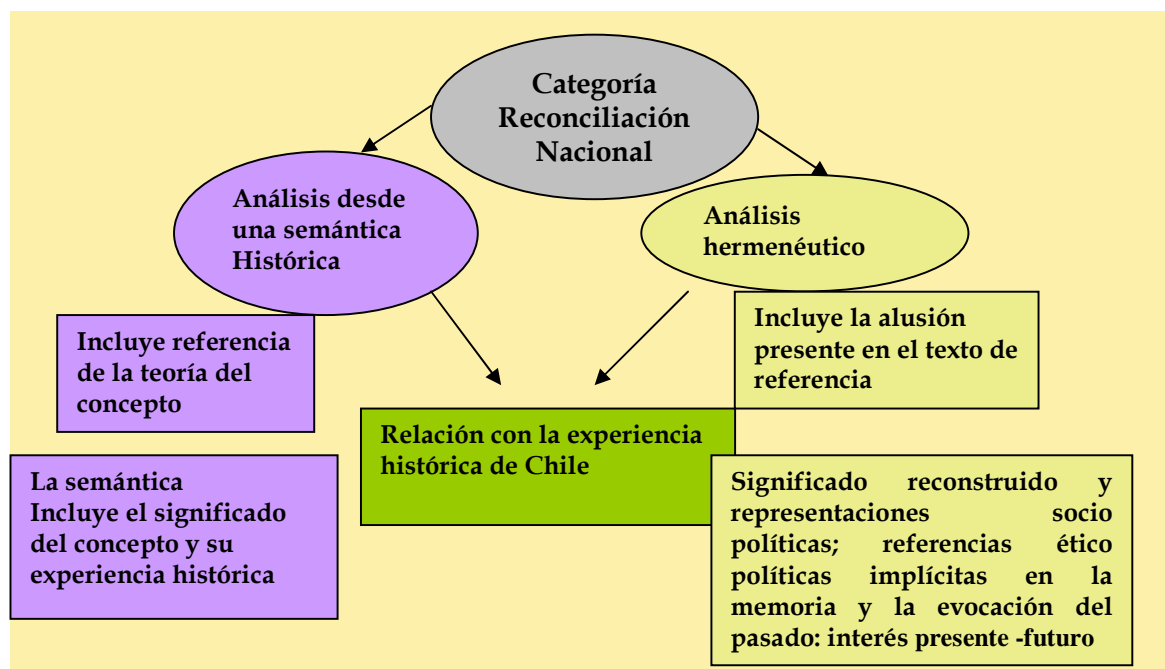 Categoría
Reconciliación
Nacional
Análisis desde
una semántica
Histórica
Análisis
hermenéutico
Incluye referencia
de la teoría del
concepto
Incluye la alusión
presente en el texto de
referencia
Relación con la experiencia
histórica de Chile
La semántica
Incluye el significado
del concepto y su
experiencia histórica
Significado reconstruido y
representaciones socio
políticas; referencias ético
políticas implícitas en la
memoria y la evocación del
pasado: interés presente -futuro